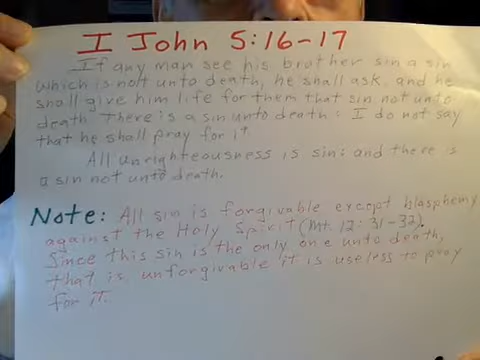 I John 5:16-17
If any man see his brother sin a sin
which is not unto death, he shall ask, and he
shall give him life for them that sin not unto
death There's a sin unto death: I do not say
that he shall pray for it
All unrighteousness is sin: and there is
a sin not unto death.
Note: All sin is forgivable except blasphemy
against the Holy Spirit (Mt. 12:31-32).
Since this sin is the only one unto death,
that is, unforgivable it is useless to pray
for it.